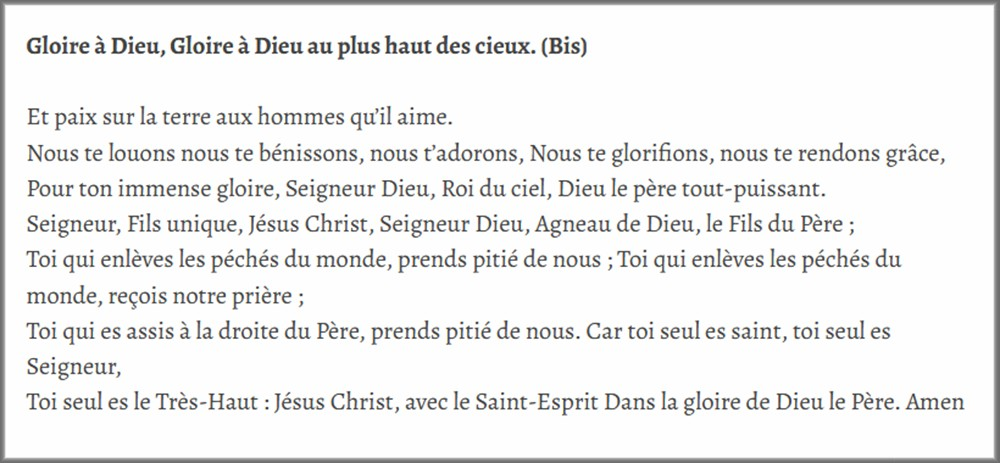 Gloire à Dieu, Gloire à Dieu au plus haut des cieux. (Bis)
Et paix sur la terre aux hommes qu’il aime.
Nous te louons nous te bénissons, nous t’adorons, Nous te glorifions, nous te rendons grâce,
Pour ton immense gloire, Seigneur Dieu, Roi du ciel, Dieu le père tout-puissant.
Seigneur, Fils unique, Jésus Christ, Seigneur Dieu, Agneau de Dieu, le Fils du Père ;
Toi qui enlèves les péchés du monde, prends pitié de nous ; Toi qui enlèves les péchés du
monde, reçois notre prière ;
Toi qui es assis à la droite du Père, prends pitié de nous. Car toi seul es saint, toi seul es
Seigneur,
Toi seul es le Très-Haut : Jésus Christ, avec le Saint-Esprit Dans la gloire de Dieu le Père. Amen